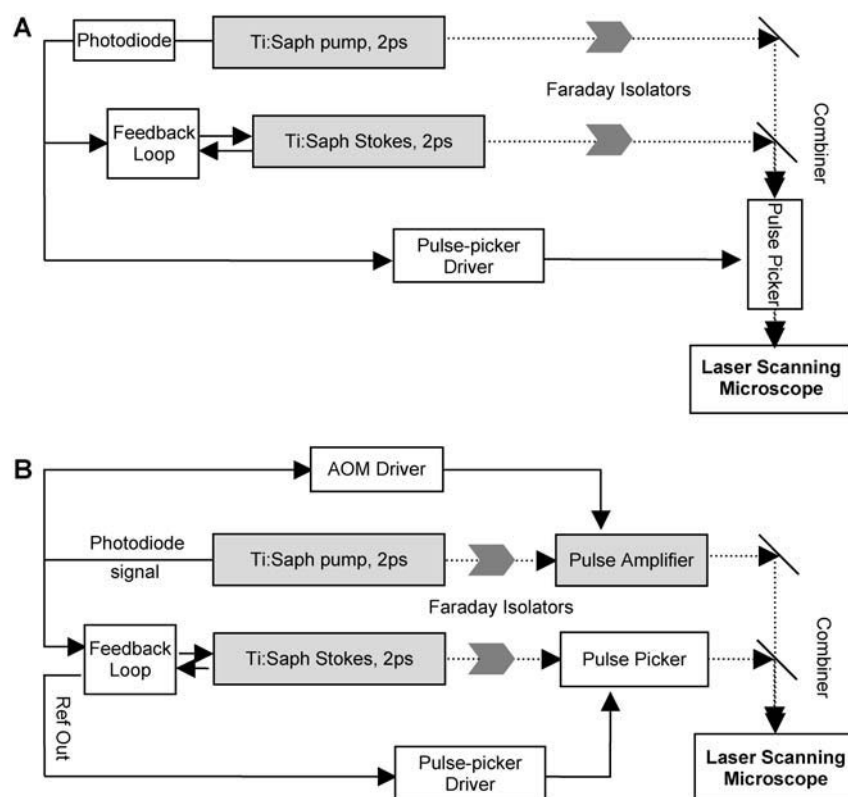 A
Photodiode
Ti:Saph pump, 2ps
Faraday Isolators
Feedback
Loop
Ti:Saph Stokes, 2ps
Combiner
Pulse-picker
Driver
Pulse Picker
Laser Scanning
Microscope
B
AOM Driver
Photodiode
signal
Ti:Saph pump, 2ps
Pulse Amplifier
Faraday Isolators
Feedback
Loop
Ti:Saph Stokes, 2ps
Pulse Picker
Combiner
Ref Out
Pulse-picker
Driver
Laser Scanning
Microscope